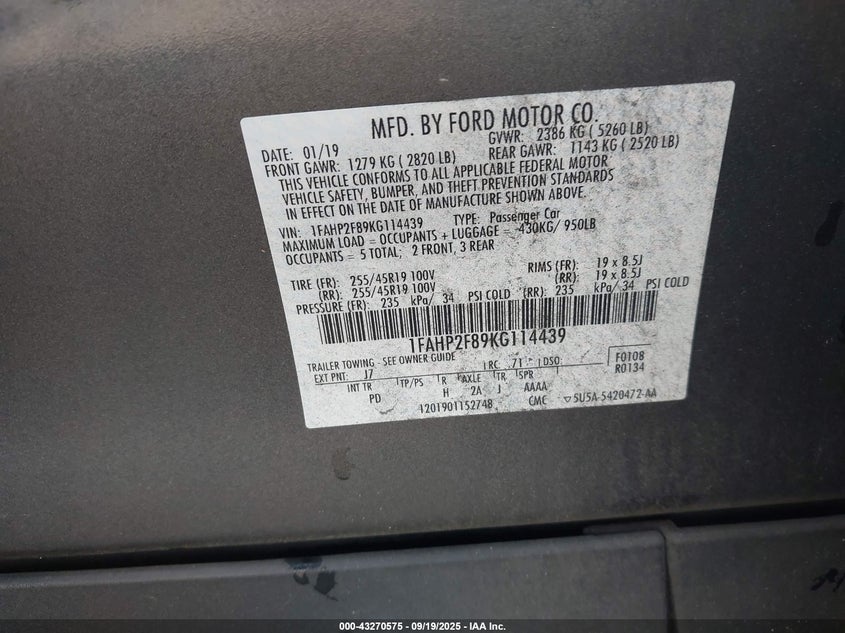 MFD. BY FORD MOTOR CO.
DATE: 01/19 GVWR: 2386 KG ( 5260 LB)
FRONT GAWR: 1279 KG ( 2820 LB) REAR GAWR: 1143 KG ( 2520 LB)
THIS VEHICLE CONFORMS TO ALL APPLICABLE FEDERAL MOTOR
VEHICLE SAFETY, BUMPER, AND THEFT PREVENTION STANDARDS
IN EFFECT ON THE DATE OF MANUFACTURE SHOWN ABOVE.
VIN: 1FAHP2F89KG114439 TYPE: Passenger Car
MAXIMUM LOAD = OCCUPANTS + LUGGAGE = 430KG/ 950LB
OCCUPANTS = 5 TOTAL; 2 FRONT, 3 REAR
TIRE (FR): 255/45R19 100V RIMS (FR): 19 x 8.5J
(RR): 255/45R19 100V (RR): 19 x 8.5J
PRESSURE (FR): 235 kPa/ 34 PSI COLD (RR): 235 kPa/ 34 PSI COLD
1FAHP2F89KG114439
TRAILER TOWING - SEE OWNER GUIDE
EXT PNT: J7 RC: 71 DSO: F0108
R0134
INT TR TP/PS R AXLE TR SPR
PD H 2A J AAAA
1201901152748 CMC ▽5U5A-5420472-AA
000-43270575 - 09/19/2025 - IAA Inc.